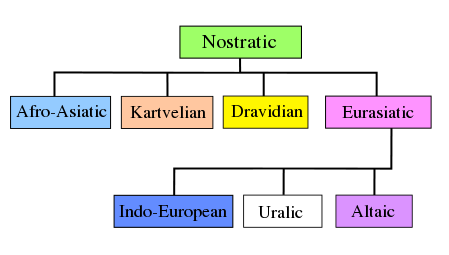 Nostratic
Afro-Asiatic
Kartvelian
Dravidian
Eurasiatic
Indo-European
Uralic
Altaic